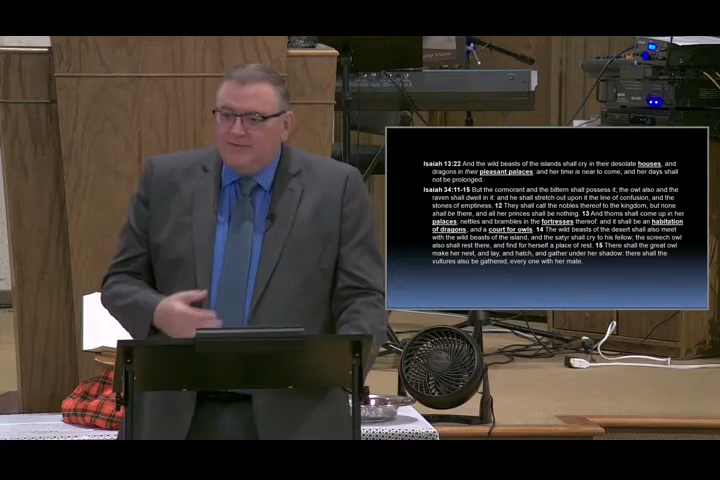 Isaiah 13:22 And the wild beasts of the islands shall cry in their desolate houses, and
dragons in their pleasant palaces: and her time is near to come, and her days shall
not be prolonged.
Isaiah 34:11-15 But the cormorant and the bittern shall possess it; the owl also and the
raven shall dwell in it: and he shall stretch out upon it the line of confusion, and the
stones of emptiness. 12 They shall call the nobles thereof to the kingdom, but none
shall be there, and all her princes shall be nothing. 13 And thorns shall come up in her
palaces, nettles and brambles in the fortresses thereof: and it shall be an habitation
of dragons, and a court for owls. 14 The wild beasts of the desert shall also meet
with the wild beasts of the island, and the satyr shall cry to his fellow; the screech owl
also shall rest there, and find for herself a place of rest. 15 There shall the great owl
make her nest, and lay, and hatch, and gather under her shadow: there shall the
vultures also be gathered, every one with her mate.